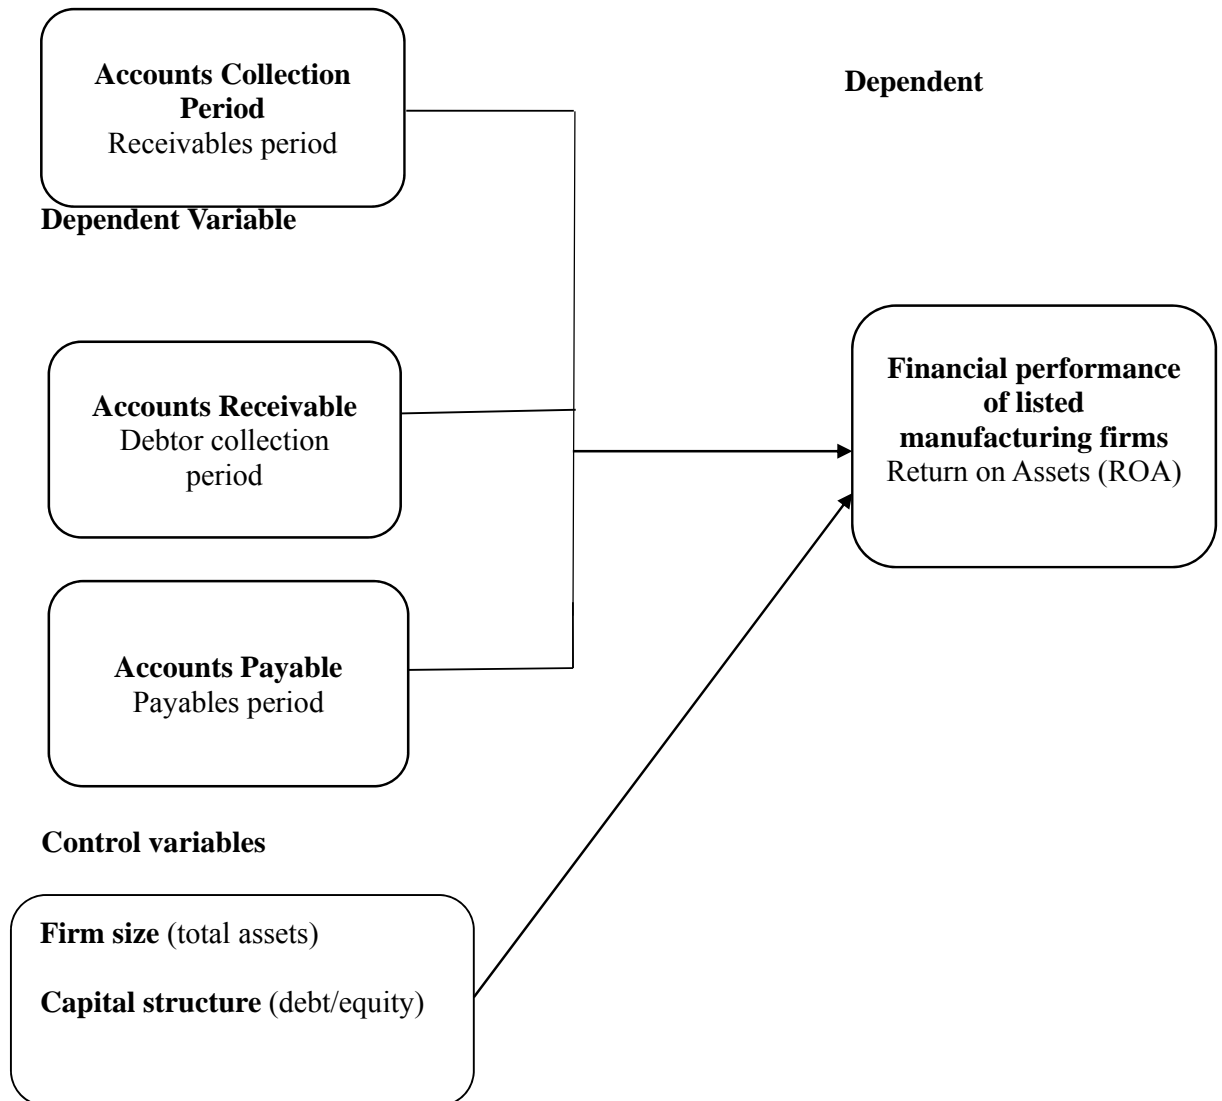 Accounts Collection
Period
Receivables period
Dependent
Dependent Variable
Accounts Receivable
Debtor collection
period
Financial performance
of listed
manufacturing firms
Return on Assets (ROA)
Accounts Payable
Payables period
Control variables
Firm size (total assets)
Capital structure (debt/equity)